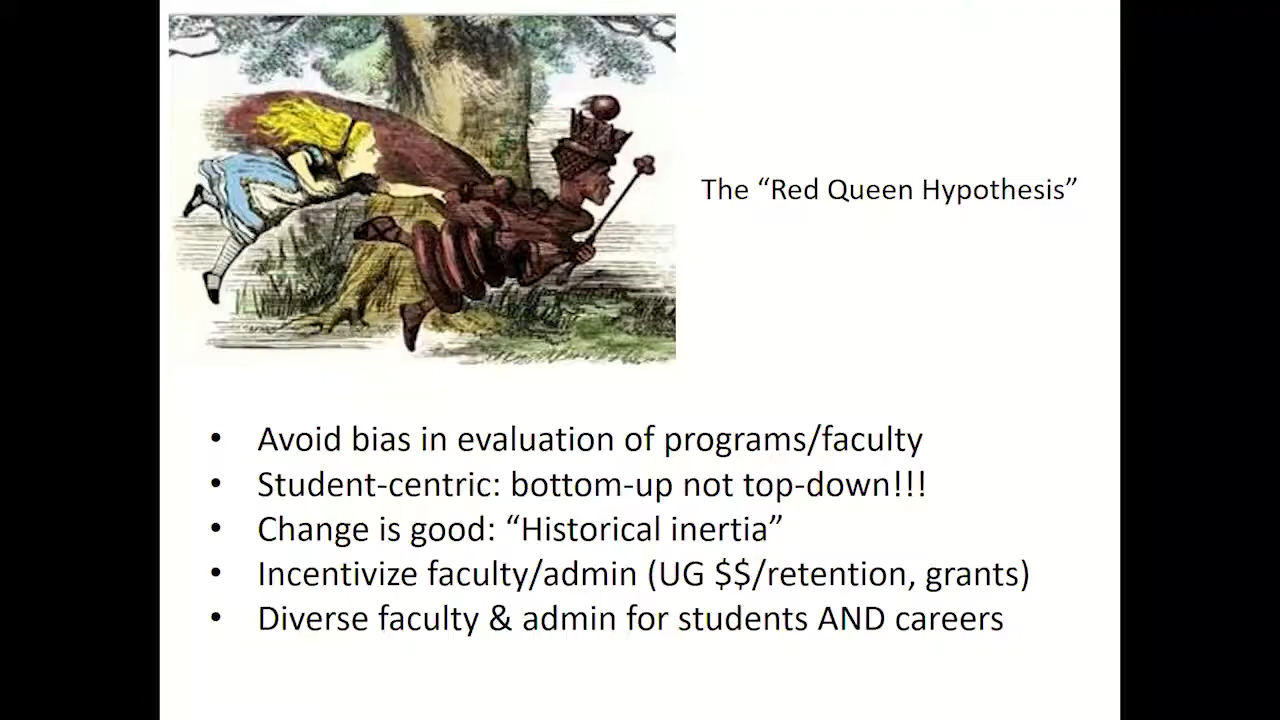 The “Red Queen Hypothesis”
• Avoid bias in evaluation of programs/faculty
• Student-centric: bottom-up not top-down!!!
• Change is good: “Historical inertia”
• Incentivize faculty/admin (UG $$/retention, grants)
• Diverse faculty & admin for students AND careers